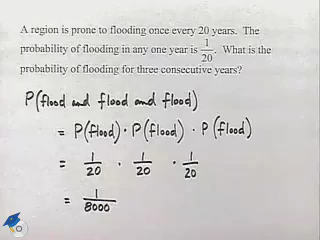 A region is prone to flooding once every 20 years. The
probability of flooding in any one year is 1/20. What is the
probability of flooding for three consecutive years?
P(flood and flood and flood)
= P(flood) · P(flood) · P(flood)
= 1/20 · 1/20 · 1/20
= 1/8000